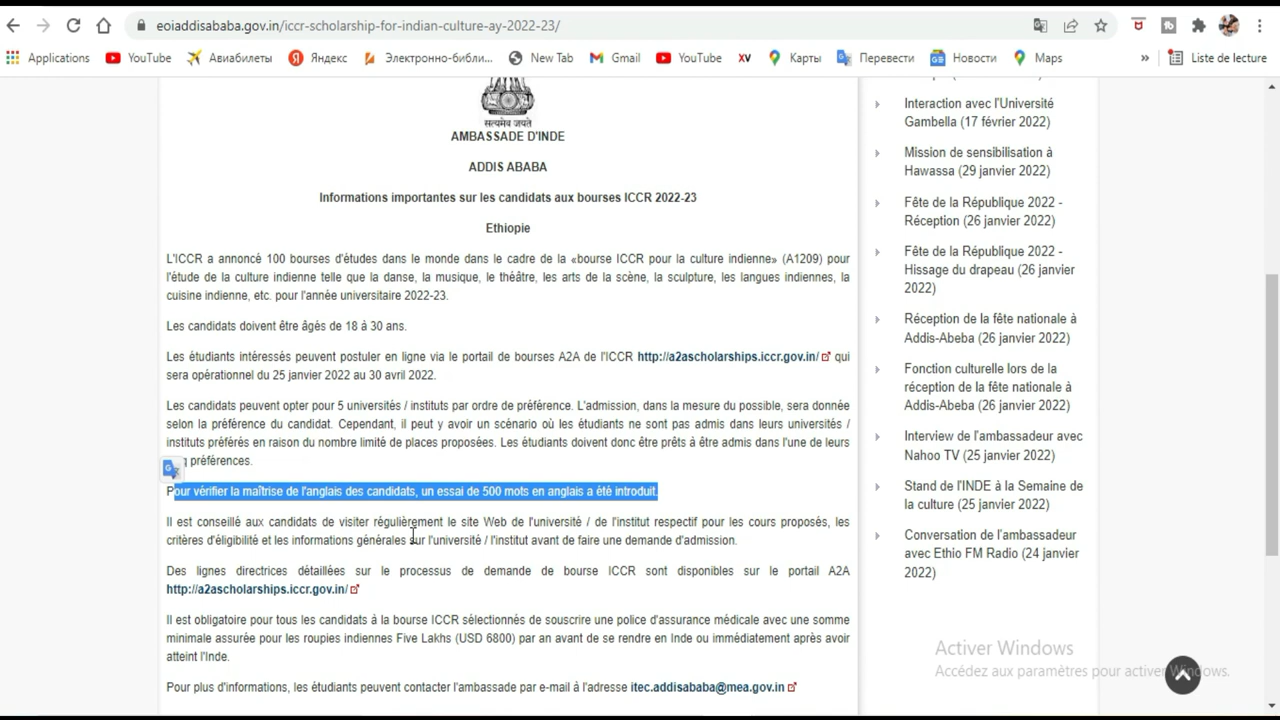 eoiaddisababa.gov.in/iccr-scholarship-for-indian-culture-ay-2022-23/
Applications YouTube Авиабилеты Яндекс Электронно-библи... New Tab Gmail YouTube XV Карты Перевести Новости Maps » Liste de lecture
सत्यमेव जयते
AMBASSADE D'INDE
ADDIS ABABA
Informations importantes sur les candidats aux bourses ICCR 2022-23
Ethiopie
L'ICCR a annoncé 100 bourses d'études dans le monde dans le cadre de la «bourse ICCR pour la culture indienne» (A1209) pour
l'étude de la culture indienne telle que la danse, la musique, le théâtre, les arts de la scène, la sculpture, les langues indiennes, la
cuisine indienne, etc. pour l'année universitaire 2022-23.
Les candidats doivent être âgés de 18 à 30 ans.
Les étudiants intéressés peuvent postuler en ligne via le portail de bourses A2A de l'ICCR http://a2ascholarships.iccr.gov.in/ qui
sera opérationnel du 25 janvier 2022 au 30 avril 2022.
Les candidats peuvent opter pour 5 universités / instituts par ordre de préférence. L'admission, dans la mesure du possible, sera donnée
selon la préférence du candidat. Cependant, il peut y avoir un scénario où les étudiants ne sont pas admis dans leurs universités /
instituts préférés en raison du nombre limité de places proposées. Les étudiants doivent donc être prêts à être admis dans l'une de leurs
préférences.
Pour vérifier la maîtrise de l'anglais des candidats, un essai de 500 mots en anglais a été introduit.
Il est conseillé aux candidats de visiter régulièrement le site Web de l'université / de l'institut respectif pour les cours proposés, les
critères d'éligibilité et les informations générales sur l'université / l'institut avant de faire une demande d'admission.
Des lignes directrices détaillées sur le processus de demande de bourse ICCR sont disponibles sur le portail A2A
http://a2ascholarships.iccr.gov.in/
Il est obligatoire pour tous les candidats à la bourse ICCR sélectionnés de souscrire une police d'assurance médicale avec une somme
minimale assurée pour les roupies indiennes Five Lakhs (USD 6800) par an avant de se rendre en Inde ou immédiatement après avoir
atteint l'Inde.
Pour plus d'informations, les étudiants peuvent contacter l'ambassade par e-mail à l'adresse itec.addisababa@mea.gov.in
Interaction avec l'Université
Gambella (17 février 2022)
Mission de sensibilisation à
Hawassa (29 janvier 2022)
Fête de la République 2022 -
Réception (26 janvier 2022)
Fête de la République 2022 -
Hissage du drapeau (26 janvier
2022)
Réception de la fête nationale à
Addis-Abeba (26 janvier 2022)
Fonction culturelle lors de la
réception de la fête nationale à
Addis-Abeba (26 janvier 2022)
Interview de l'ambassadeur avec
Nahoo TV (25 janvier 2022)
Stand de l'INDE à la Semaine de
la culture (25 janvier 2022)
Conversation de l'ambassadeur
avec Ethio FM Radio (24 janvier
2022)
Activer Windows
Accédez aux paramètres pour activer Windows.